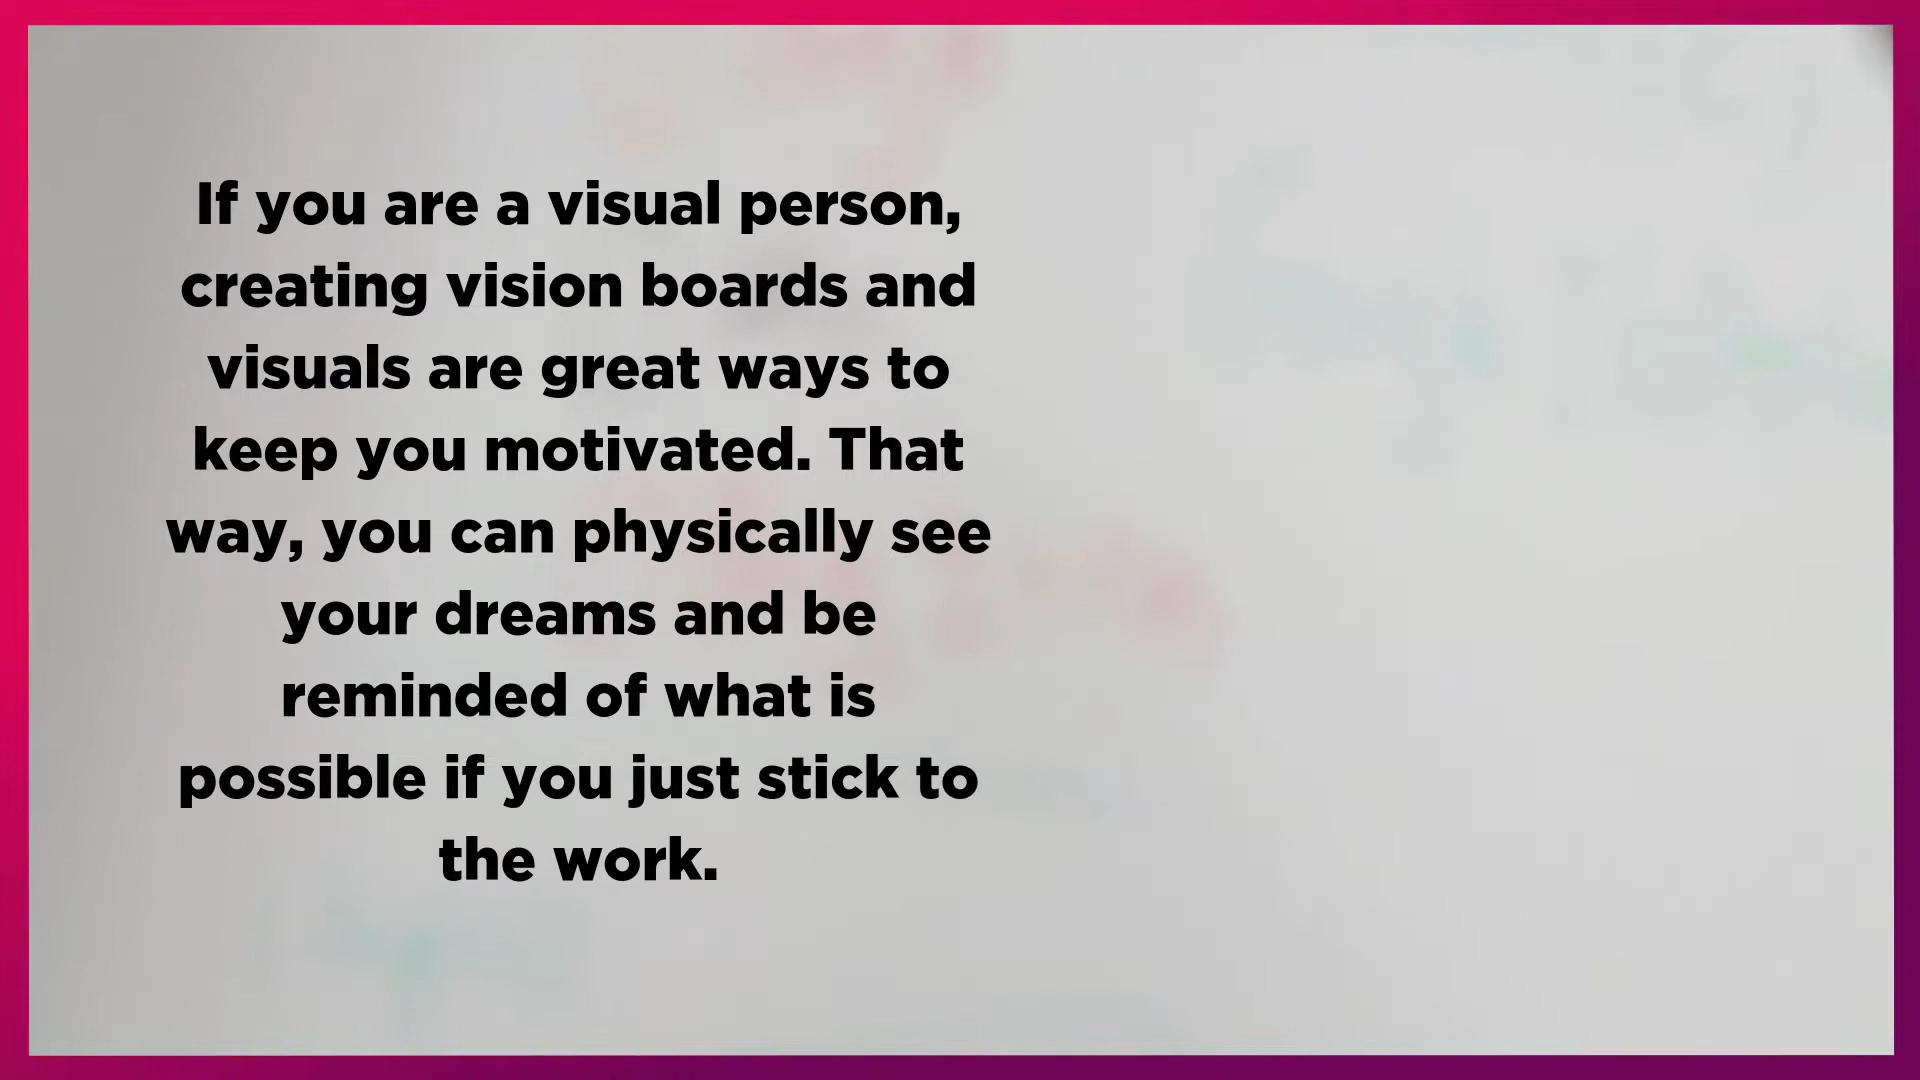 If you are a visual person,
creating vision boards and
visuals are great ways to
keep you motivated. That
way, you can physically see
your dreams and be
reminded of what is
possible if you just stick to
the work.